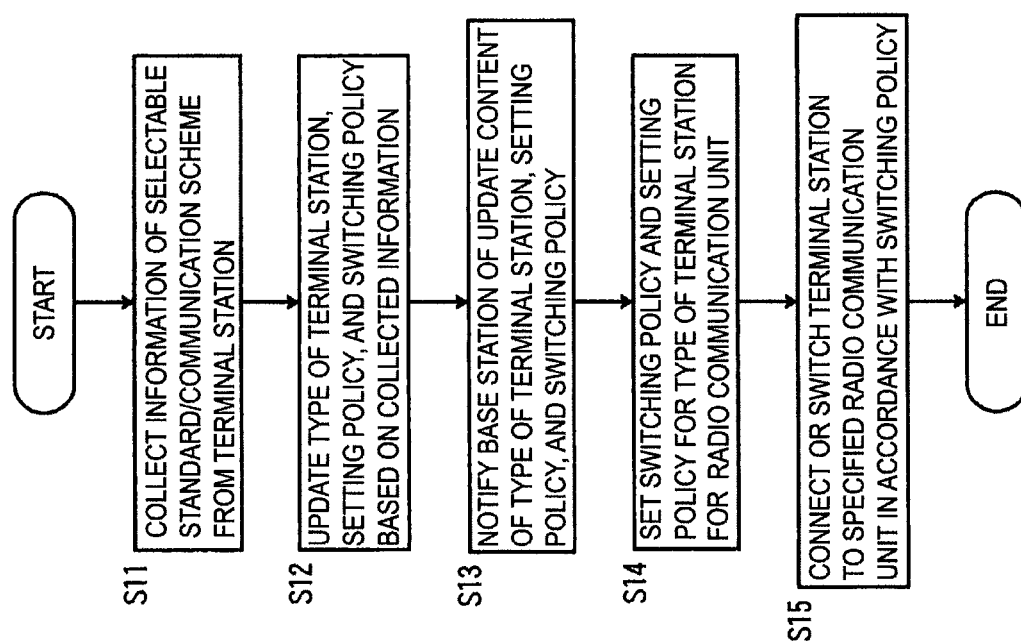 START
S11
COLLECT INFORMATION OF SELECTABLE
STANDARD/COMMUNICATION SCHEME
FROM TERMINAL STATION
S12
UPDATE TYPE OF TERMINAL STATION,
SETTING POLICY, AND SWITCHING POLICY
BASED ON COLLECTED INFORMATION
S13
NOTIFY BASE STATION OF UPDATE CONTENT
OF TYPE OF TERMINAL STATION, SETTING
POLICY, AND SWITCHING POLICY
S14
SET SWITCHING POLICY AND SETTING
POLICY FOR TYPE OF TERMINAL STATION
FOR RADIO COMMUNICATION UNIT
S15
CONNECT OR SWITCH TERMINAL STATION
TO SPECIFIED RADIO COMMUNICATION
UNIT IN ACCORDANCE WITH SWITCHING POLICY
END